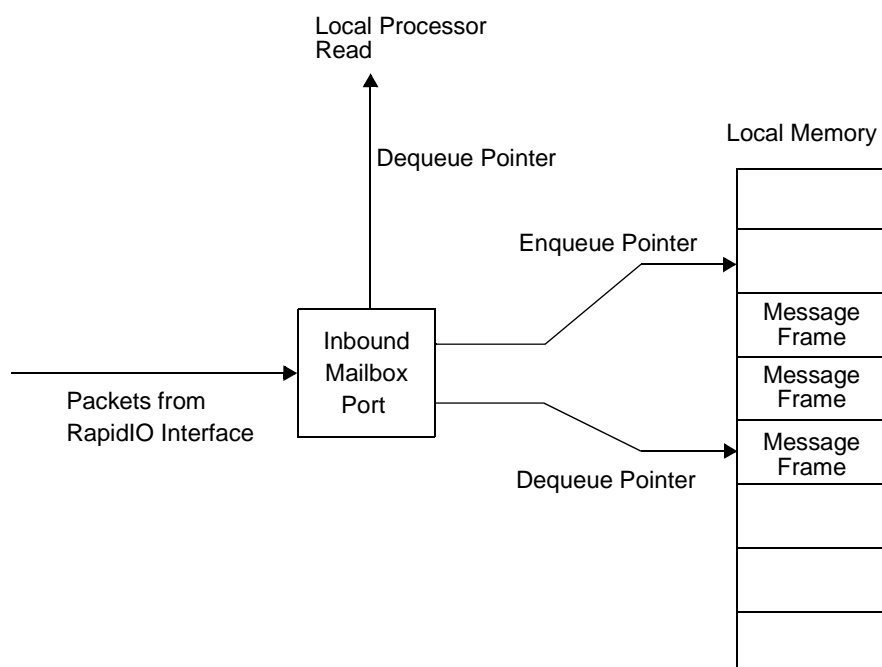 Local Processor
Read
Dequeue Pointer
Local Memory
Enqueue Pointer
Message
Frame
Inbound
Mailbox
Port
Message
Frame
Packets from
RapidIO Interface
Message
Frame
Dequeue Pointer